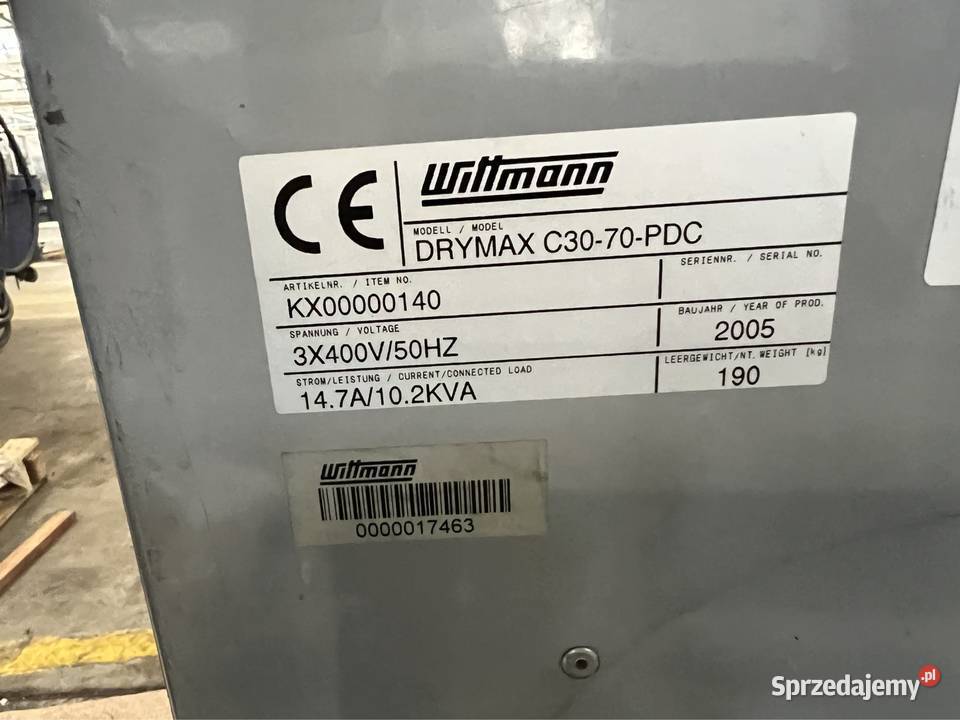 CE
Wittmann
MODELL / MODEL
DRYMAX C30-70-PDC
ARTIKELNR. / ITEM NO.
KX00000140
SERIENNR. / SERIAL NO.
SPANNUNG / VOLTAGE
3X400V/50HZ
BAUJAHR / YEAR OF PROD.
2005
STROM/LEISTUNG / CURRENT/CONNECTED LOAD
14.7A/10.2KVA
LEERGEWICHT/NT. WEIGHT [kg]
190
Wittmann
0000017463
Sprzedajemy.pl